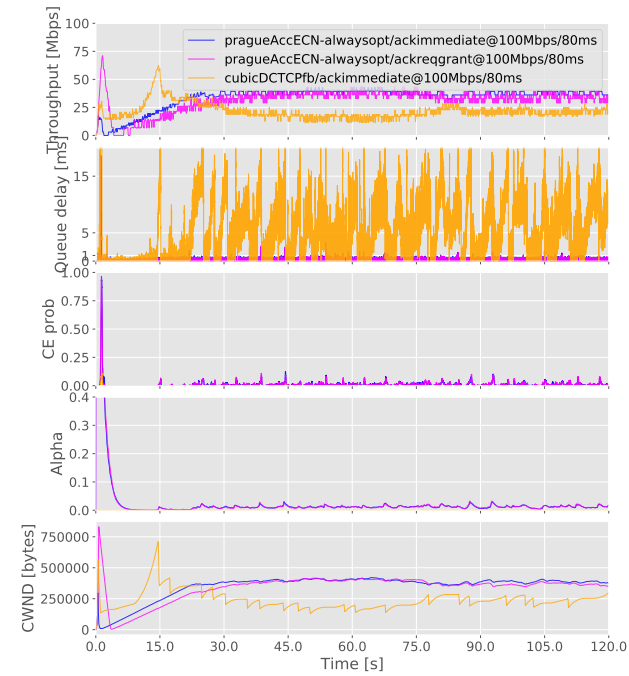 Throughput [Mbps]
100
75
50
25
0
pragueAccECN-alwaysopt/ackimmediate@100Mbps/80ms
pragueAccECN-alwaysopt/ackreqgrant@100Mbps/80ms
cubicDCTCPfb/ackimmediate@100Mbps/80ms
Queue delay [ms]
15
5
1
CE prob
1.00
0.75
0.50
0.25
0.00
Alpha
0.4
0.3
0.2
0.1
0.0
CWND [bytes]
750000
500000
250000
0
0.0 15.0 30.0 45.0 60.0 75.0 90.0 105.0 120.0
Time [s]